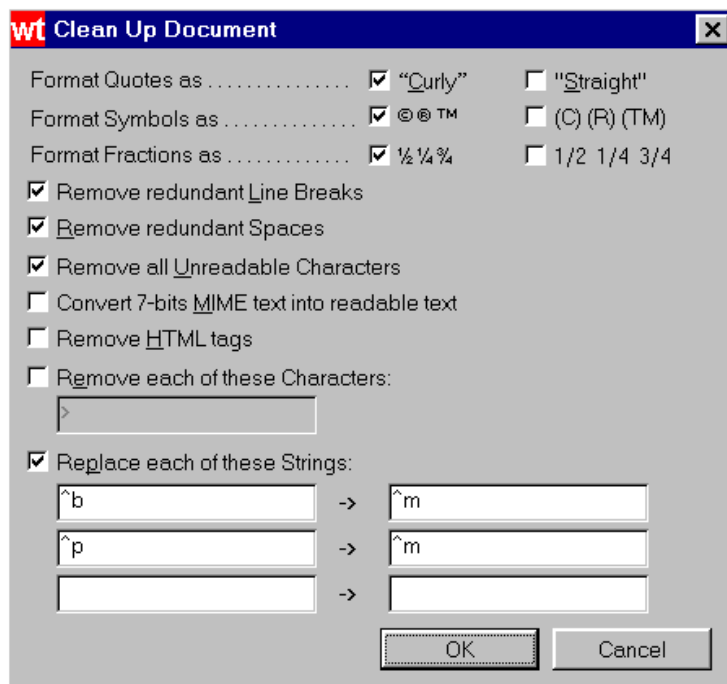 wt Clean Up Document
Format Quotes as . . . . . . . . . . . . . . . “Curly” "Straight"
Format Symbols as . . . . . . . . . . . . . ©®™ (C) (R) (TM)
Format Fractions as . . . . . . . . . . . . . ½¼¾ 1/2 1/4 3/4
Remove redundant Line Breaks
Remove redundant Spaces
Remove all Unreadable Characters
Convert 7-bits MIME text into readable text
Remove HTML tags
Remove each of these Characters:
>
Replace each of these Strings:
^b -> ^m
^p -> ^m
->
OK Cancel